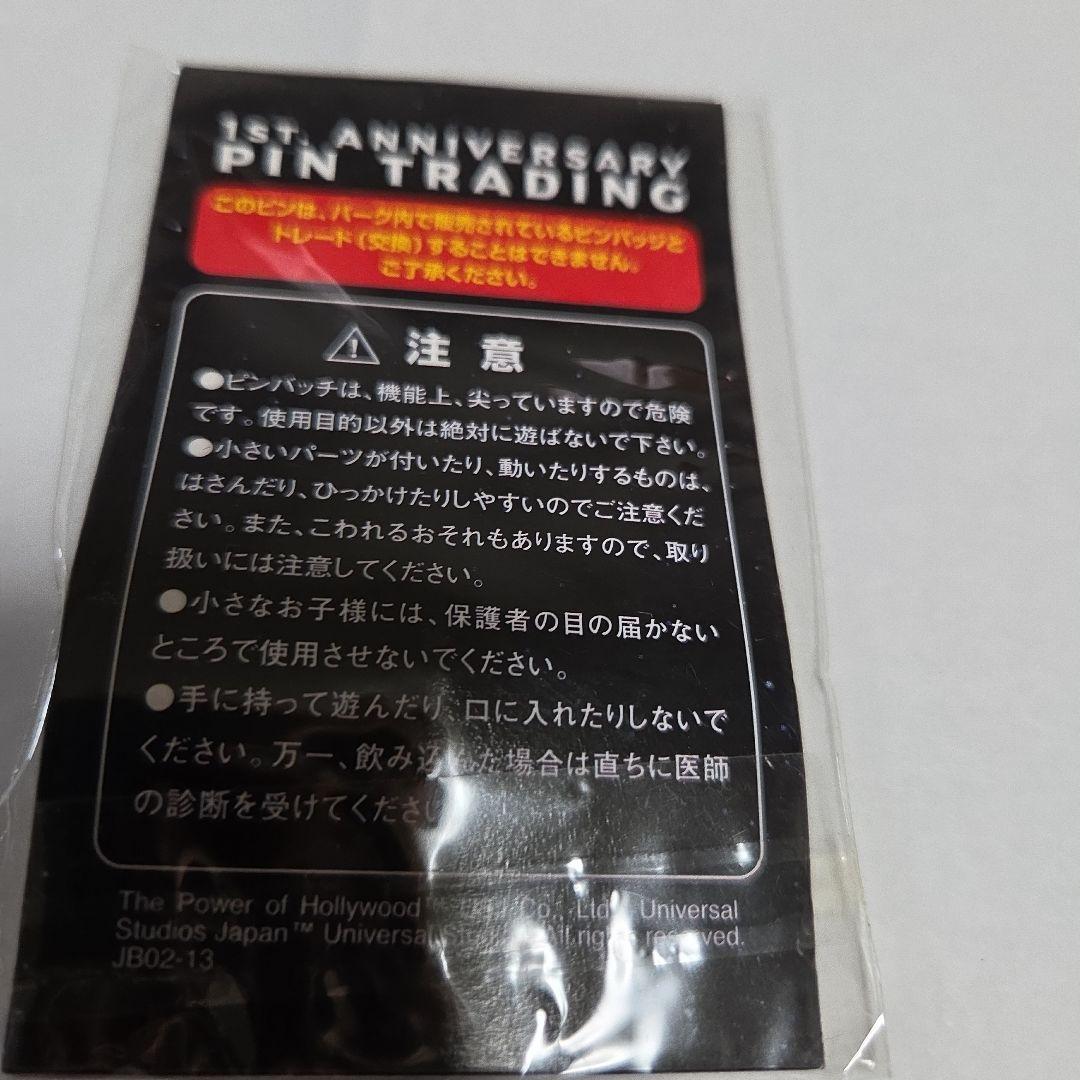 1ST. ANNIVERSARY
PIN TRADING
このピンは、パーク内で販売されているピンバッジと
トレード(交換)することはできません。
ご了承ください。
注意
●ピンバッチは、機能上、尖っていますので危険
です。使用目的以外は絶対に遊ばないで下さい。
●小さいパーツが付いたり、動いたりするものは、
はさんだり、ひっかけたりしやすいのでご注意くだ
さい。また、こわれるおそれもありますので、取り
扱いには注意してください。
●小さなお子様には、保護者の目の届かない
ところで使用させないでください。
●手に持って遊んだり、口に入れたりしないで
ください。万一、飲み込んだ場合は直ちに医師
の診断を受けてください
The Power of Hollywood Co., Ltd. Universal
Studios Japan™ Universal All rights reserved.
JB02-13